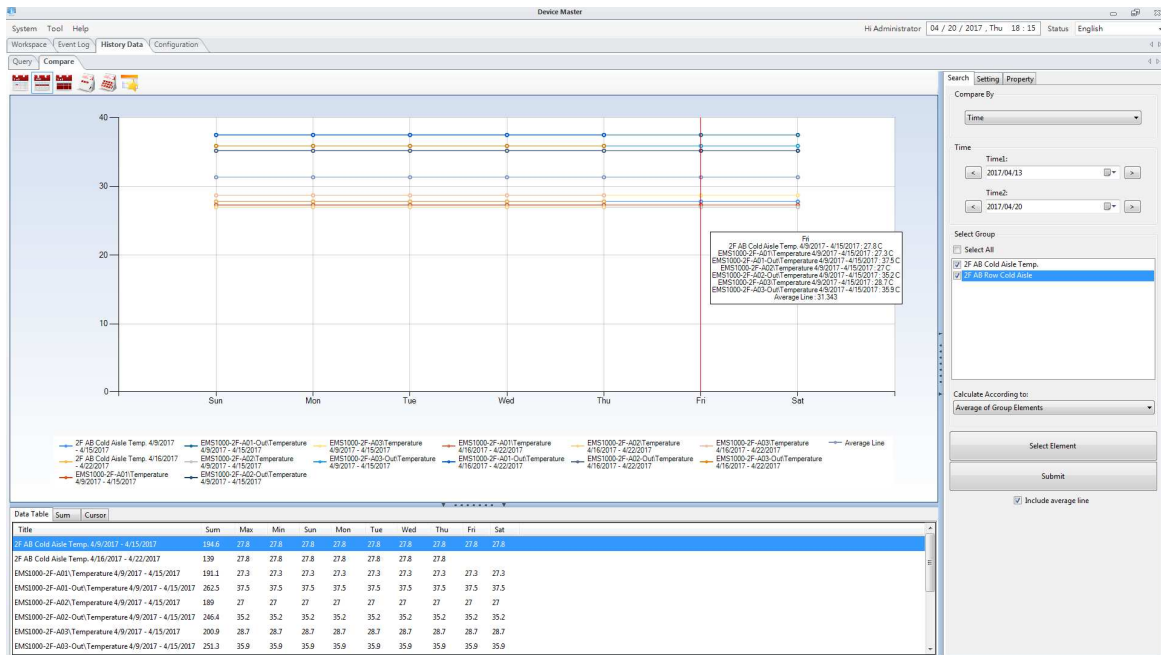 Device Master
System Tool Help
Hi Administrator 04 / 20 / 2017 , Thu 18 : 15 Status English
Workspace Event Log History Data Configuration
Query Compare
Search Setting Property
Compare By
Time
Time
Time1:
< 2017/04/13 >
Time2:
< 2017/04/20 >
Select Group
Select All
2F AB Cold Aisle Temp.
2F AB Row Cold Aisle
Calculate According to:
Average of Group Elements
Select Element
Submit
Include average line
40
30
20
10
0
Sun Mon Tue Wed Thu Fri Sat
Fri
2F AB Cold Aisle Temp. 4/9/2017 - 4/15/2017 : 27.8 C
EMS1000-2F-A01\Temperature 4/9/2017 -4/15/2017 : 27.3 C
EMS1000-2F-A01-Out\Temperature 4/9/2017 -4/15/2017 : 37.5 C
EMS1000-2F-A02\Temperature 4/9/2017 -4/15/2017 : 27 C
EMS1000-2F-A02-Out\Temperature 4/9/2017 -4/15/2017 : 35.2 C
EMS1000-2F-A03\Temperature 4/9/2017 -4/15/2017 : 28.7 C
EMS1000-2F-A03-Out\Temperature 4/9/2017 -4/15/2017 : 35.9 C
Average Line : 31.343
2F AB Cold Aisle Temp. 4/9/2017
- 4/15/2017
2F AB Cold Aisle Temp. 4/16/2017
- 4/22/2017
EMS1000-2F-A01\Temperature
4/9/2017 - 4/15/2017
EMS1000-2F-A01-Out\Temperature
4/9/2017 - 4/15/2017
EMS1000-2F-A02\Temperature
4/9/2017 - 4/15/2017
EMS1000-2F-A02-Out\Temperature
4/9/2017 - 4/15/2017
EMS1000-2F-A03\Temperature
4/9/2017 - 4/15/2017
EMS1000-2F-A03-Out\Temperature
4/9/2017 - 4/15/2017
EMS1000-2F-A01\Temperature
4/16/2017 - 4/22/2017
EMS1000-2F-A01-Out\Temperature
4/16/2017 - 4/22/2017
EMS1000-2F-A02\Temperature
4/16/2017 - 4/22/2017
EMS1000-2F-A02-Out\Temperature
4/16/2017 - 4/22/2017
EMS1000-2F-A03\Temperature
4/16/2017 - 4/22/2017
EMS1000-2F-A03-Out\Temperature
4/16/2017 - 4/22/2017
Average Line
Data Table Sum Cursor
Title Sum Max Min Sun Mon Tue Wed Thu Fri Sat
2F AB Cold Aisle Temp. 4/9/2017 - 4/15/2017 194.6 27.8 27.8 27.8 27.8 27.8 27.8 27.8 27.8 27.8
2F AB Cold Aisle Temp. 4/16/2017 - 4/22/2017 139 27.8 27.8 27.8 27.8 27.8 27.8 27.8
EMS1000-2F-A01\Temperature 4/9/2017 - 4/15/2017 191.1 27.3 27.3 27.3 27.3 27.3 27.3 27.3 27.3 27.3
EMS1000-2F-A01-Out\Temperature 4/9/2017 - 4/15/2017 262.5 37.5 37.5 37.5 37.5 37.5 37.5 37.5 37.5 37.5
EMS1000-2F-A02\Temperature 4/9/2017 - 4/15/2017 189 27 27 27 27 27 27 27 27 27
EMS1000-2F-A02-Out\Temperature 4/9/2017 - 4/15/2017 246.4 35.2 35.2 35.2 35.2 35.2 35.2 35.2 35.2 35.2
EMS1000-2F-A03\Temperature 4/9/2017 - 4/15/2017 200.9 28.7 28.7 28.7 28.7 28.7 28.7 28.7 28.7 28.7
EMS1000-2F-A03-Out\Temperature 4/9/2017 - 4/15/2017 251.3 35.9 35.9 35.9 35.9 35.9 35.9 35.9 35.9 35.9